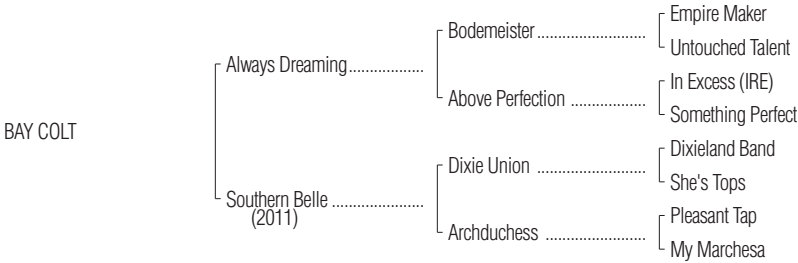 Empire Maker
Bodemeister........................
Untouched Talent
Always Dreaming..................
In Excess (IRE)
Above Perfection .................
Something Perfect
BAY COLT
Dixieland Band
Dixie Union .........................
She's Tops
Southern Belle .....................
(2011)
Pleasant Tap
Archduchess .......................
My Marchesa